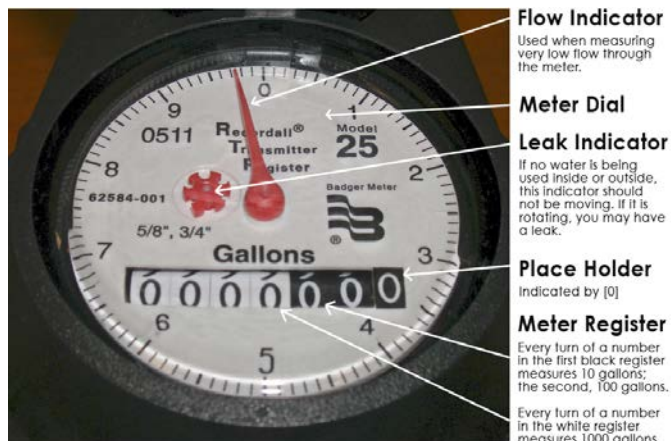 Flow Indicator
Used when measuring
very low flow through
the meter.
Meter Dial
Leak Indicator
If no water is being
used inside or outside,
this indicator should
not be moving. If it is
rotating, you may have
a leak.
Place Holder
Indicated by [0]
Meter Register
Every turn of a number
in the first black register
measures 10 gallons;
the second, 100 gallons.
Every turn of a number
in the white register
measures 1000 gallons
0
1
2
3
4
5
6
7
8
9
0511
Recordall®
Transmitter
Register
Model
25
62584-001
Badger Meter
®
5/8", 3/4"
Gallons
0 0 0 0 0 0 0